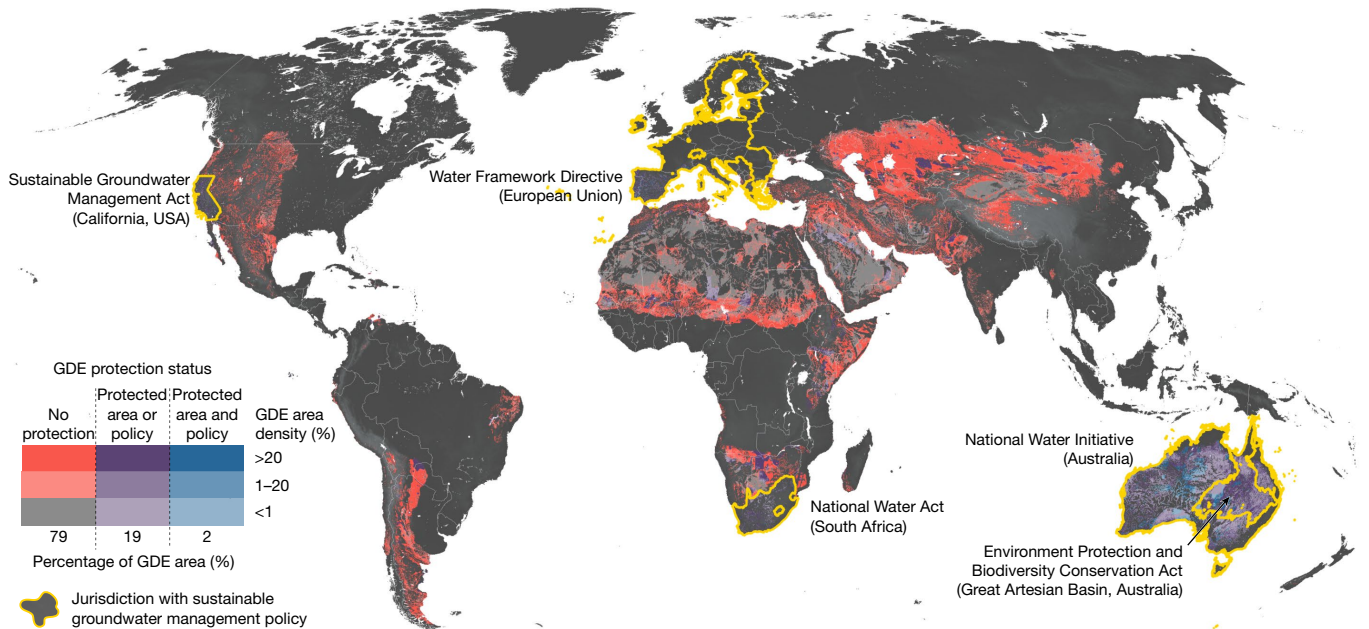 Sustainable Groundwater
Management Act
(California, USA)
Water Framework Directive
(European Union)
National Water Initiative
(Australia)
National Water Act
(South Africa)
Environment Protection and
Biodiversity Conservation Act
(Great Artesian Basin, Australia)
GDE protection status
No
protection
Protected
area or
policy
Protected
area and
policy
GDE area
density (%)
>20
1–20
<1
79 19 2
Percentage of GDE area (%)
Jurisdiction with sustainable
groundwater management policy